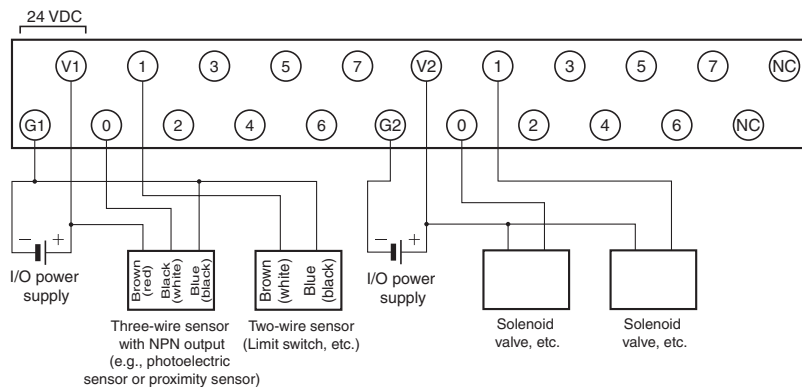 24 VDC
V1 1 3 5 7 V2 1 3 5 7 NC
G1 0 2 4 6 G2 0 2 4 6 NC
− +
I/O power
supply
Brown
(red)
Black
(white)
Blue
(black)
Three-wire sensor
with NPN output
(e.g., photoelectric
sensor or proximity sensor)
Brown
(white)
Blue
(black)
Two-wire sensor
(Limit switch, etc.)
− +
I/O power
supply
Solenoid
valve, etc.
Solenoid
valve, etc.